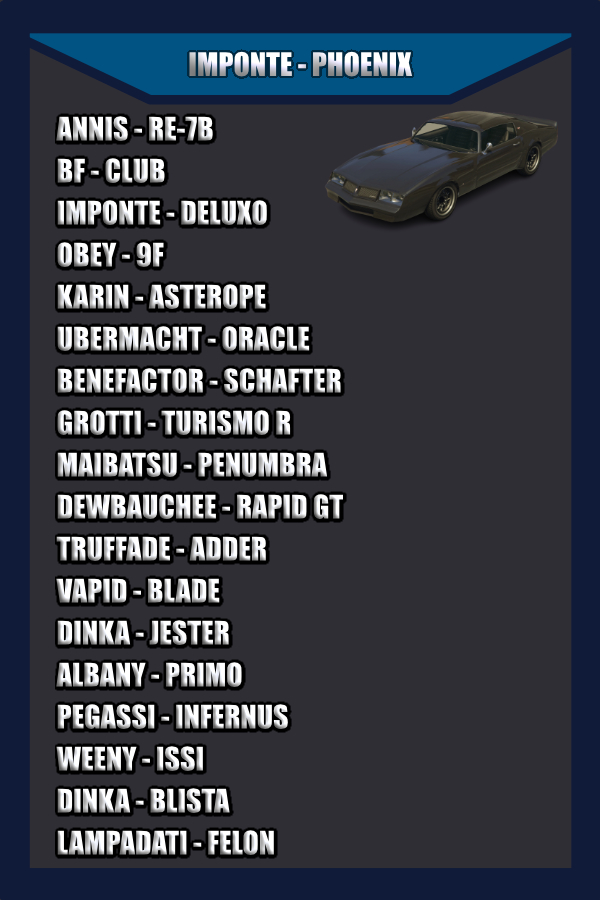 IMPONTE - PHOENIX
ANNIS - RE-7B
BF - CLUB
IMPONTE - DELUXO
OBEY - 9F
KARIN - ASTEROPE
UBERMACHT - ORACLE
BENEFACTOR - SCHAFTER
GROTTI - TURISMO R
MAIBATSU - PENUMBRA
DEWBAUCHEE - RAPID GT
TRUFFADE - ADDER
VAPID - BLADE
DINKA - JESTER
ALBANY - PRIMO
PEGASSI - INFERNUS
WEENY - ISSI
DINKA - BLISTA
LAMPADATI - FELON